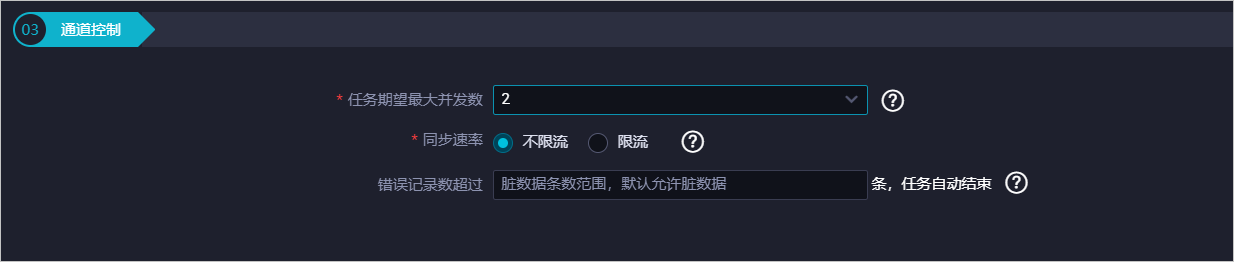 03 通道控制
* 任务期望最大并发数 2 ?
* 同步速率 不限流 限流 ?
错误记录数超过 脏数据条数范围，默认允许脏数据 条，任务自动结束 ?